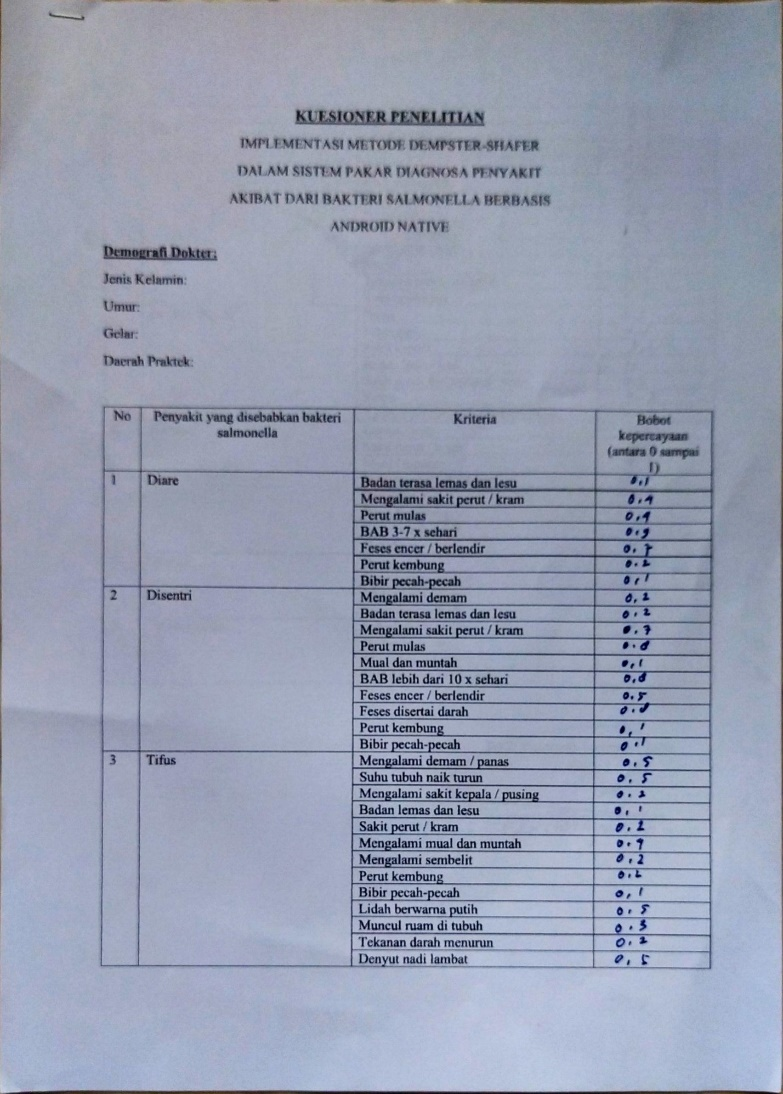 KUESIONER PENELITIAN
IMPLEMENTASI METODE DEMPSTER-SHAFER
DALAM SISTEM PAKAR DIAGNOSA PENYAKIT
AKIBAT DARI BAKTERI SALMONELLA BERBASIS
ANDROID NATIVE
Demografi Dokter:
Jenis Kelamin:
Umur:
Gelar:
Daerah Praktek:
No Penyakit yang disebabkan bakteri salmonella Kriteria Bobot kepercayaan (antara 0 sampai 1)
1 Diare Badan terasa lemas dan lesu 0,1
Mengalami sakit perut / kram
Perut mulas
BAB 3-7 x sehari
Feses encer / berlendir 0,7
Perut kembung 0.2
Bibir pecah-pecah 0,1
2 Disentri Mengalami demam 0,2
Badan terasa lemas dan lesu 0,2
Mengalami sakit perut / kram 0,7
Perut mulas 0.8
Mual dan muntah 0,1
BAB lebih dari 10 x sehari 0,8
Feses encer / berlendir 0.5
Feses disertai darah 0.8
Perut kembung 0,1
Bibir pecah-pecah 0,1
3 Tifus Mengalami demam / panas 0,5
Suhu tubuh naik turun 0,5
Mengalami sakit kepala / pusing 0.2
Badan lemas dan lesu 0,1
Sakit perut / kram 0.2
Mengalami mual dan muntah
Mengalami sembelit 0,2
Perut kembung 0.2
Bibir pecah-pecah 0,1
Lidah berwarna putih 0,5
Muncul ruam di tubuh 0.3
Tekanan darah menurun 0.2
Denyut nadi lambat 0,5